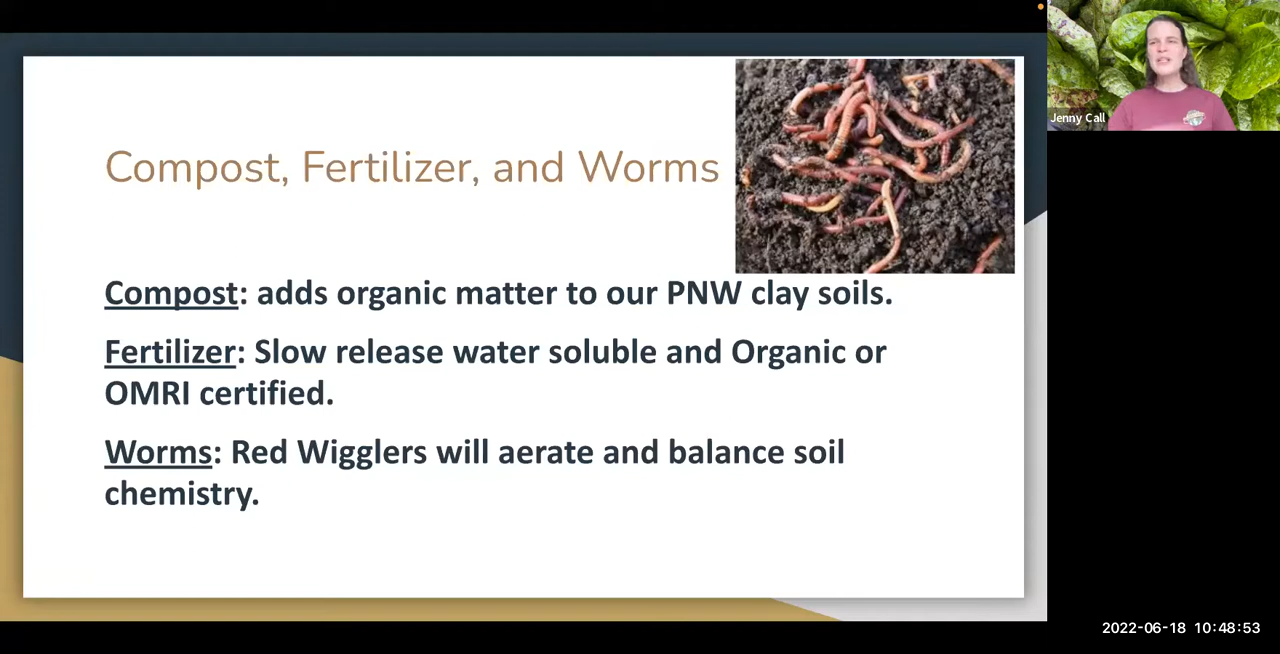 Jenny Call
Compost, Fertilizer, and Worms
Compost: adds organic matter to our PNW clay soils.
Fertilizer: Slow release water soluble and Organic or
OMRI certified.
Worms: Red Wigglers will aerate and balance soil
chemistry.
2022-06-18 10:48:53